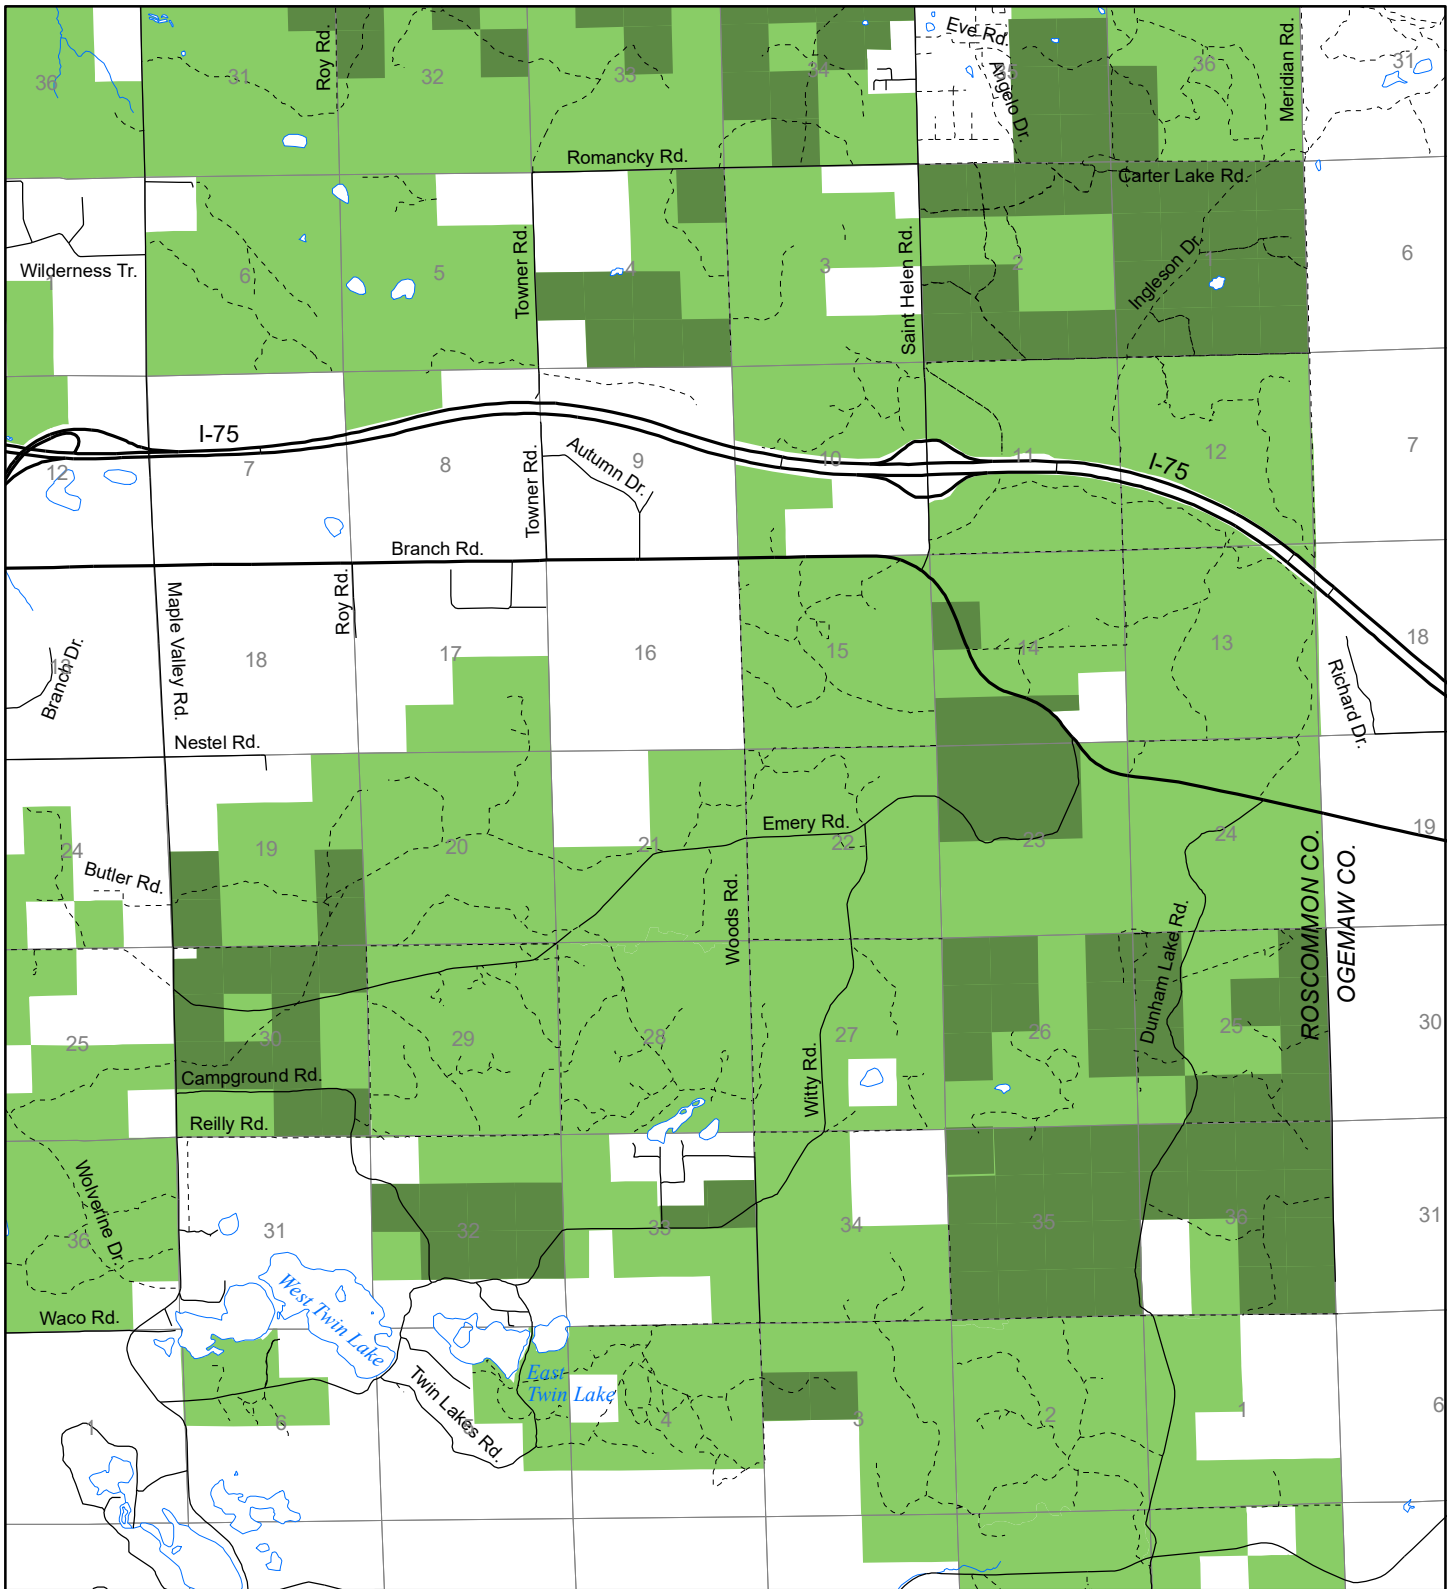 Eve Rd.
Roy Rd.
Meridian Rd.
36
31
32
33
34
35
36
31
Angelo Dr.
Romancky Rd.
Carter Lake Rd.
Towner Rd.
Saint Helen Rd.
Ingleson Dr.
Wilderness Tr.
1
6
5
4
3
2
1
6
I-75
Autumn Dr.
Towner Rd.
I-75
12
7
8
9
10
11
12
7
Branch Rd.
Maple Valley Rd.
Roy Rd.
Branch Dr.
13
18
17
16
15
14
13
18
Richard Dr.
Nestel Rd.
Emery Rd.
24
19
20
21
22
23
24
19
Butler Rd.
Woods Rd.
Dunham Lake Rd.
ROSCOMMON CO.
OGEMAW CO.
25
30
29
28
27
26
25
30
Witty Rd.
Campground Rd.
Reilly Rd.
Wolverine Dr.
36
31
32
33
34
35
36
31
West Twin Lake
Waco Rd.
East
Twin Lake
Twin Lakes Rd.
1
6
5
4
3
2
1
6